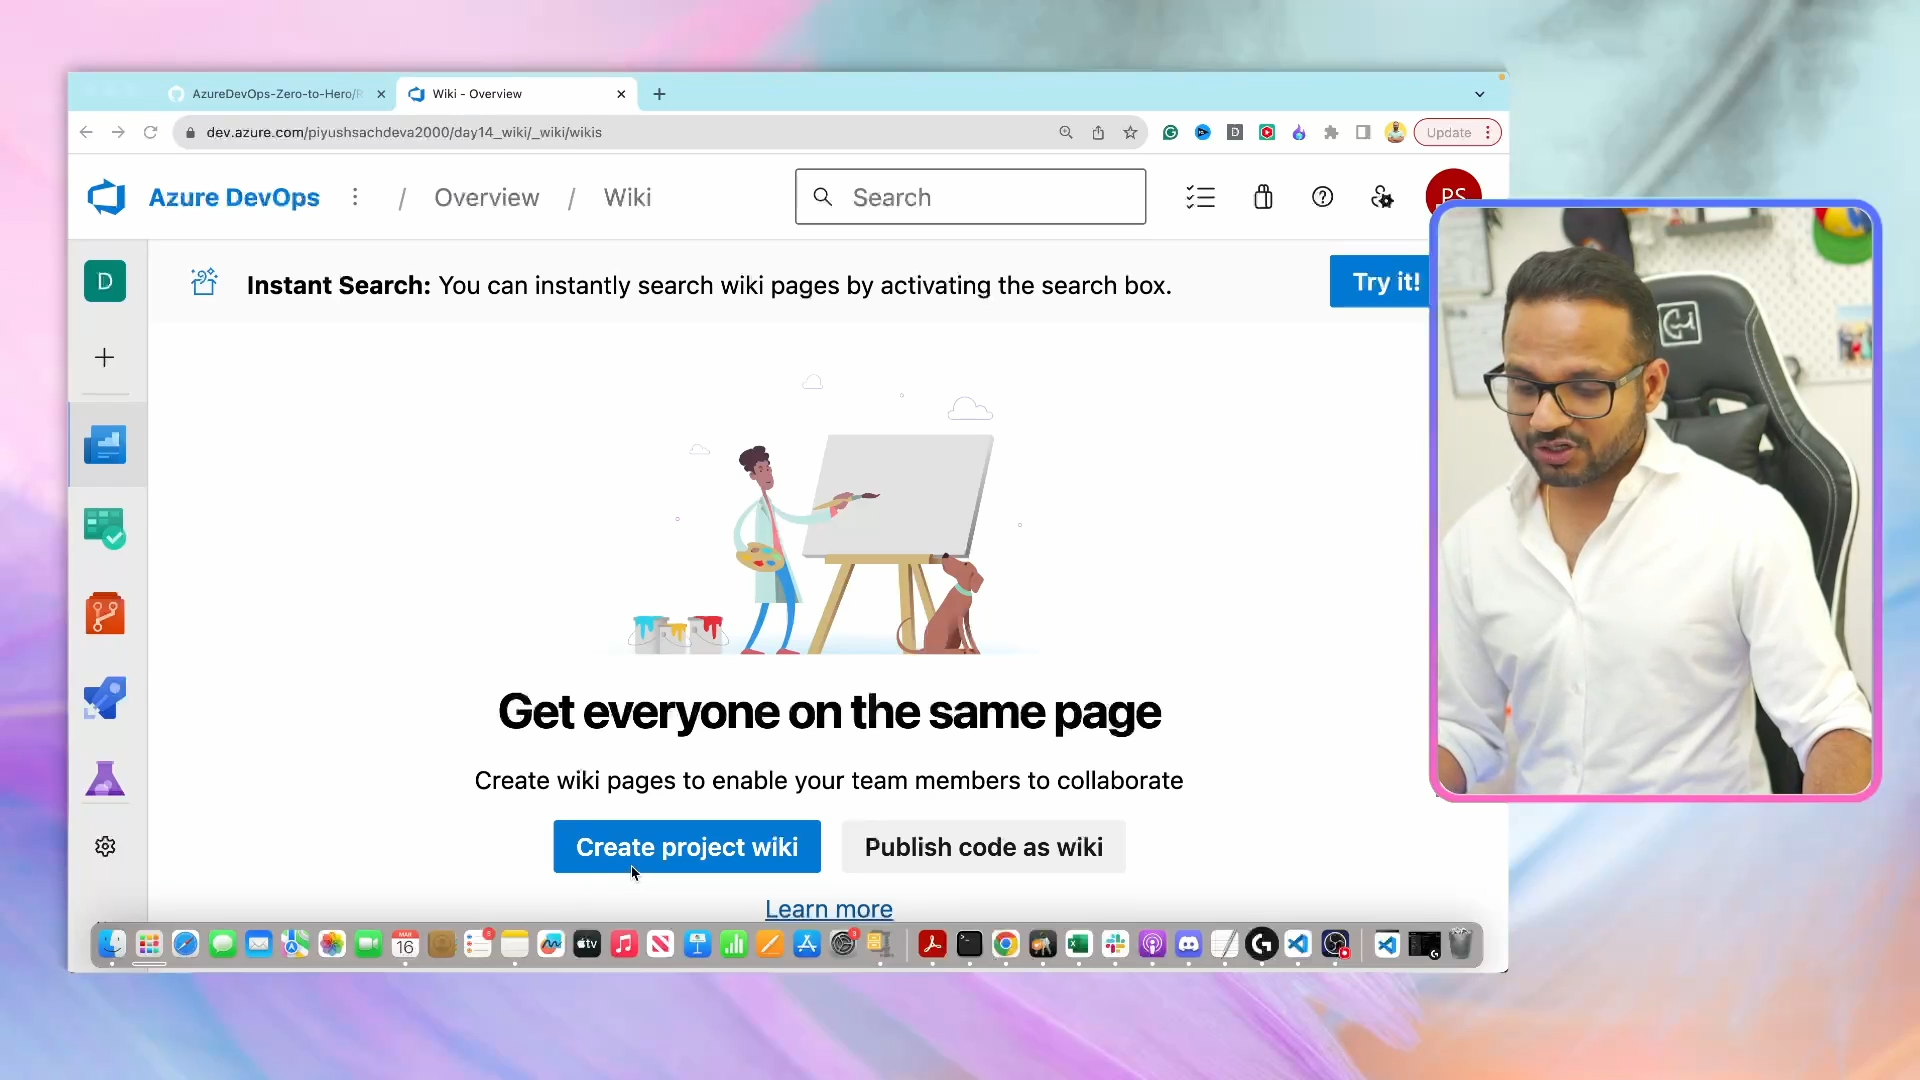 AzureDevOps-Zero-to-Hero/R
Wiki - Overview
dev.azure.com/piyushsachdeva2000/day14_wiki/_wiki/wikis
Update
Azure DevOps / Overview / Wiki
Search
PS
D
Instant Search: You can instantly search wiki pages by activating the search box.
Try it!
Get everyone on the same page
Create wiki pages to enable your team members to collaborate
Create project wiki
Publish code as wiki
Learn more
MAR
16
tv